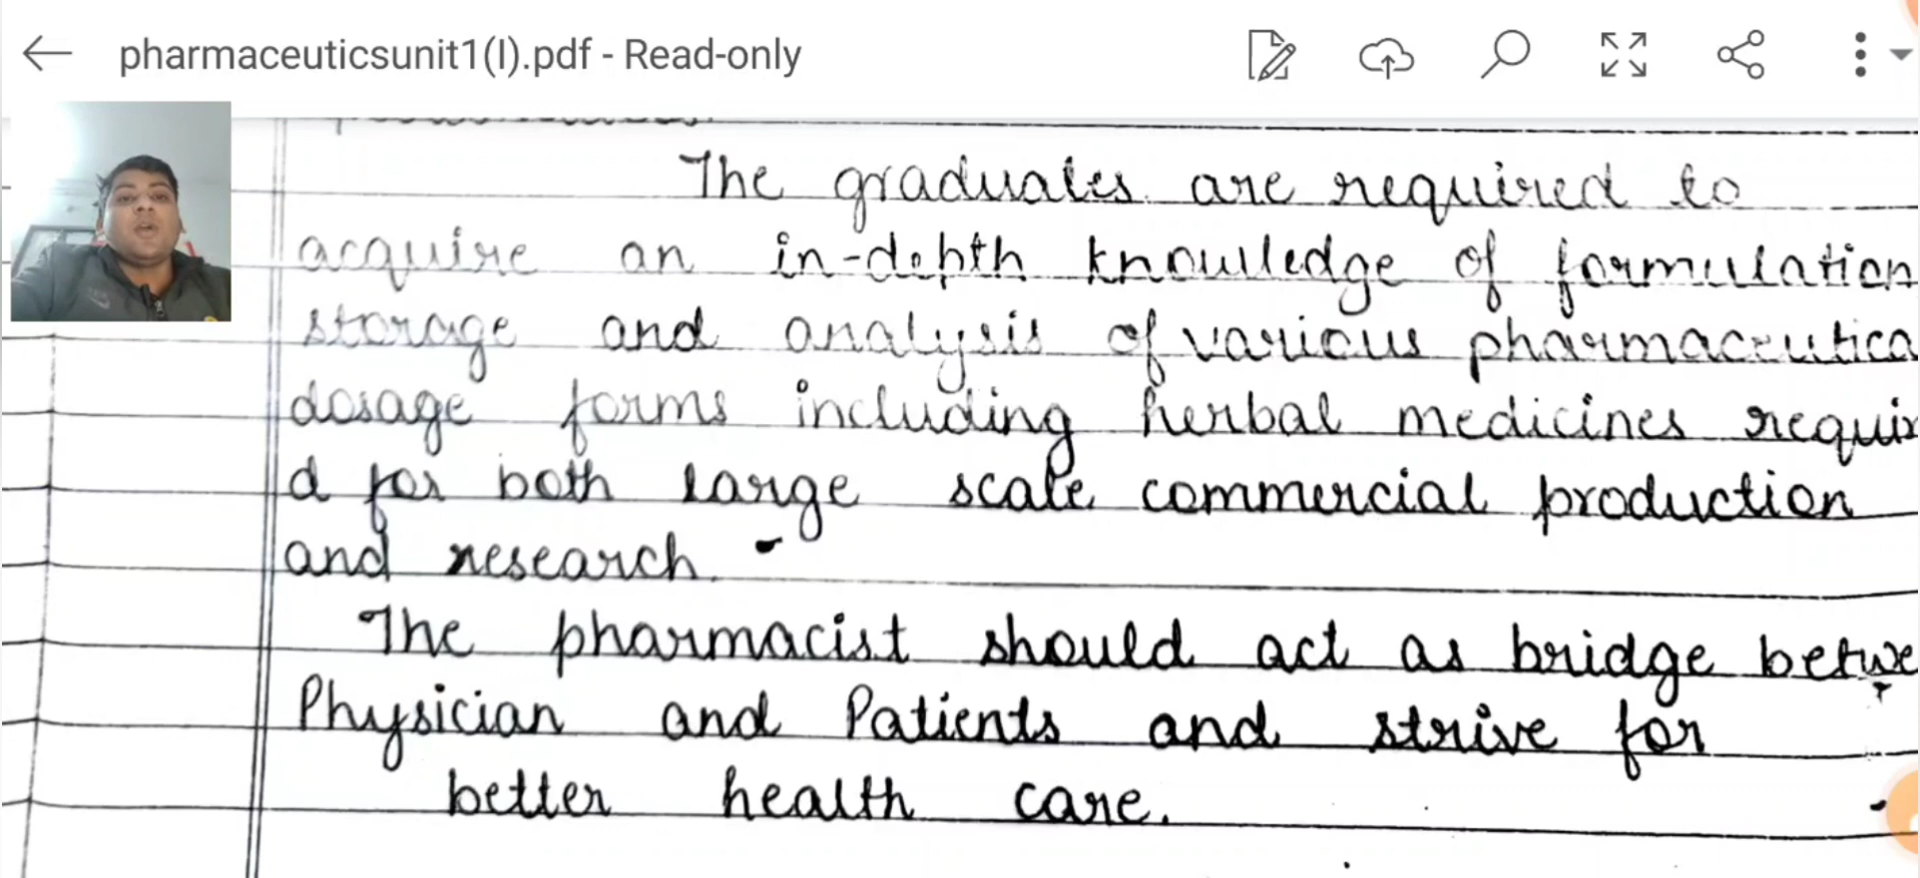 pharmaceuticsunit1(I).pdf - Read-only
The graduates are required to
acquire an in-depth knowledge of formulation
storage and analysis of various pharmaceutica
dosage forms including herbal medicines requir
d for both large scale commercial production
and research.
The pharmacist should act as bridge betwe
Physician and Patients and strive for
better health care.